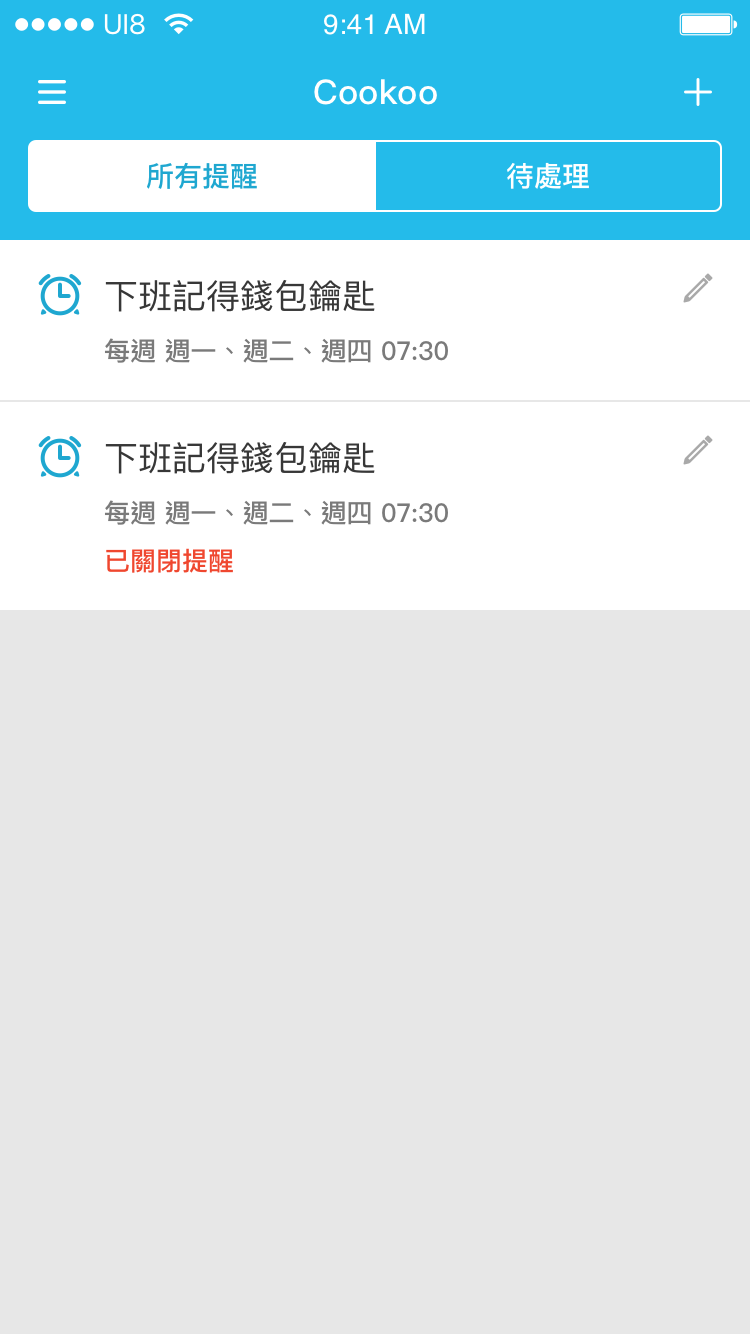 UI8 9:41 AM
Cookoo
所有提醒 待處理
下班記得錢包鑰匙
每週 週一、週二、週四 07:30
下班記得錢包鑰匙
每週 週一、週二、週四 07:30
已關閉提醒